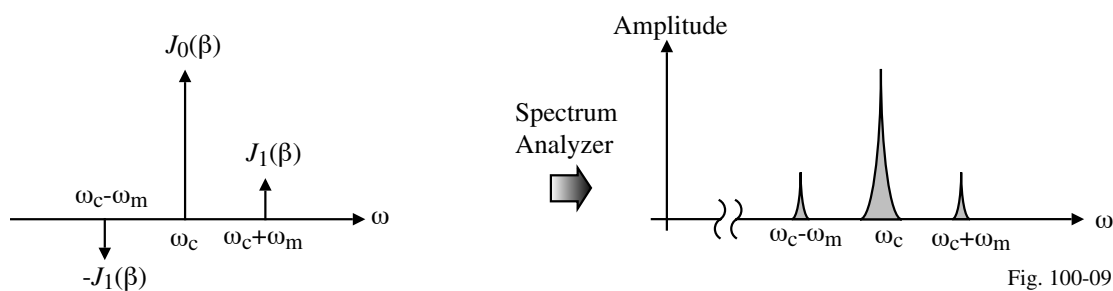 J0(β)
J1(β)
ωc-ωm
ω
ωc
ωc+ωm
-J1(β)
Spectrum
Analyzer
Amplitude
ω
ωc-ωm
ωc
ωc+ωm
Fig. 100-09